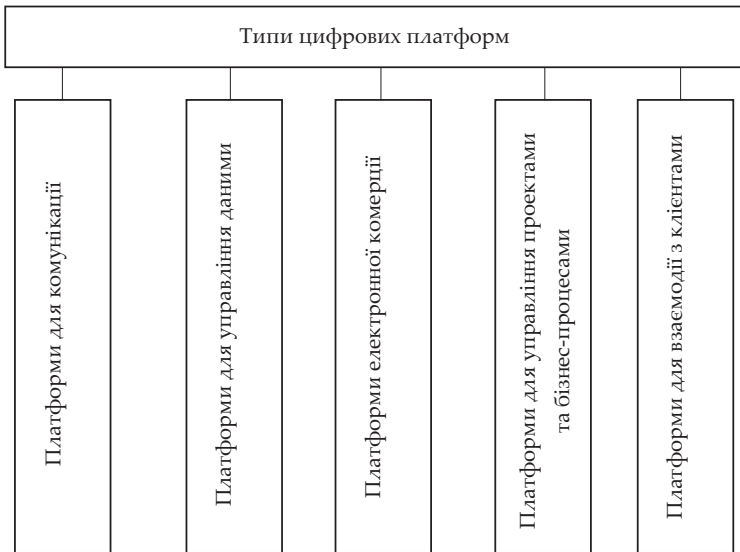 Типи цифрових платформ
Платформи для комунікації
Платформи для управління даними
Платформи електронної комерції
Платформи для управління проектами
та бізнес-процесами
Платформи для взаємодії з клієнтами